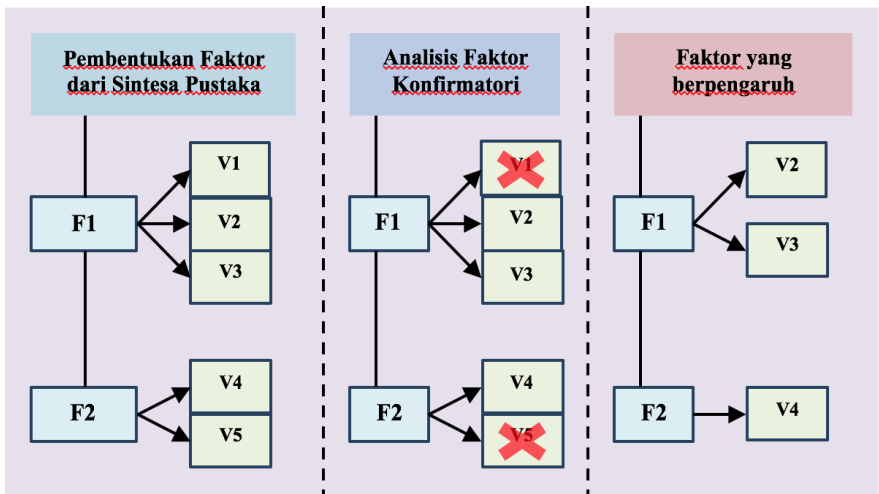 Pembentukan Faktor
dari Sintesa Pustaka
V1
F1
V2
V3
V4
F2
V5
Analisis Faktor
Konfirmatori
V1
F1
V2
V3
V4
F2
V5
Faktor yang
berpengaruh
V2
F1
V3
F2
V4